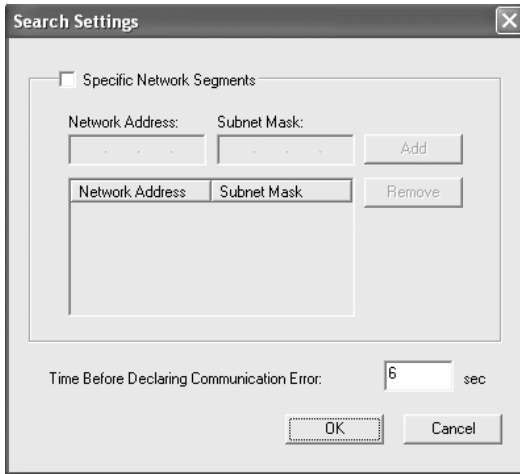 Search Settings
Specific Network Segments
Network Address: Subnet Mask:
Add
Network Address Subnet Mask
Remove
Time Before Declaring Communication Error: 6 sec
OK Cancel